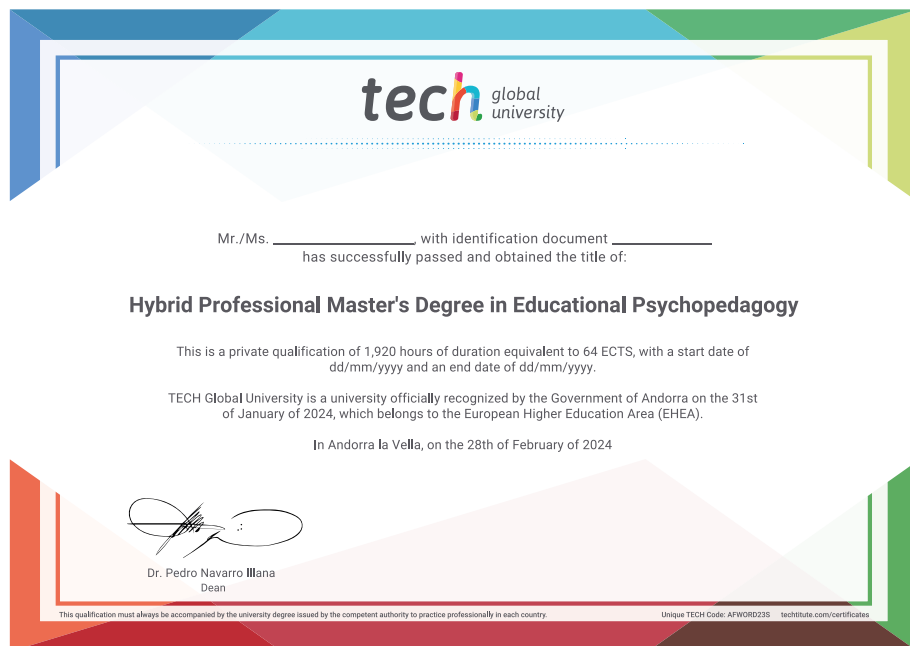 tech global university
Mr./Ms. ________________, with identification document ____________
has successfully passed and obtained the title of:
Hybrid Professional Master's Degree in Educational Psychopedagogy
This is a private qualification of 1,920 hours of duration equivalent to 64 ECTS, with a start date of
dd/mm/yyyy and an end date of dd/mm/yyyy.
TECH Global University is a university officially recognized by the Government of Andorra on the 31st
of January of 2024, which belongs to the European Higher Education Area (EHEA).
In Andorra la Vella, on the 28th of February of 2024
Dr. Pedro Navarro Illana
Dean
This qualification must always be accompanied by the university degree issued by the competent authority to practice professionally in each country.
Unique TECH Code: AFWORD23S techtitute.com/certificates